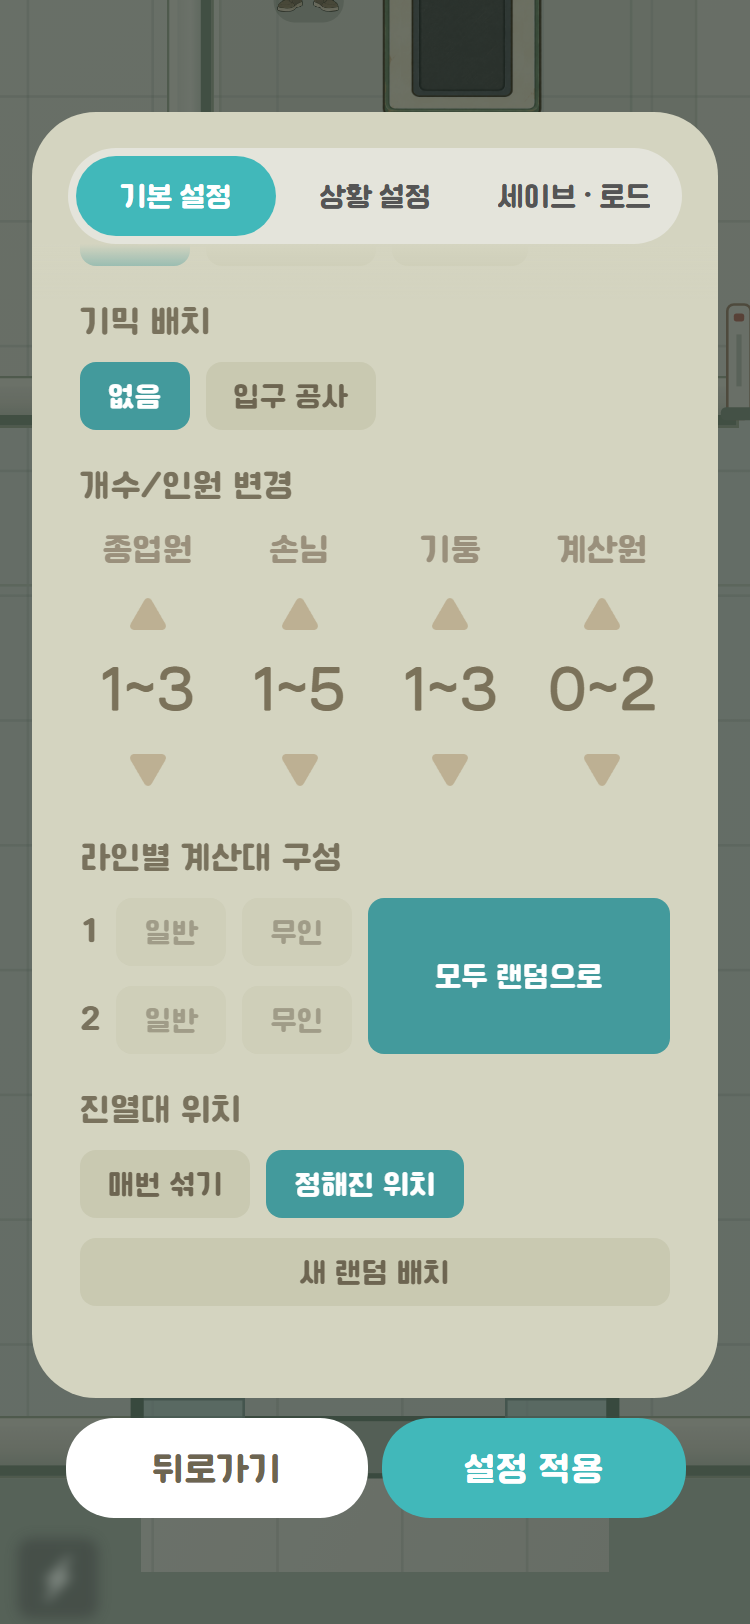 기본 설정 상황 설정 세이브 · 로드
기믹 배치
없음 입구 공사
개수/인원 변경
종업원 손님 기둥 계산원
1~3 1~5 1~3 0~2
라인별 계산대 구성
1 일반 무인
모두 랜덤으로
2 일반 무인
진열대 위치
매번 섞기 정해진 위치
새 랜덤 배치
뒤로가기 설정 적용